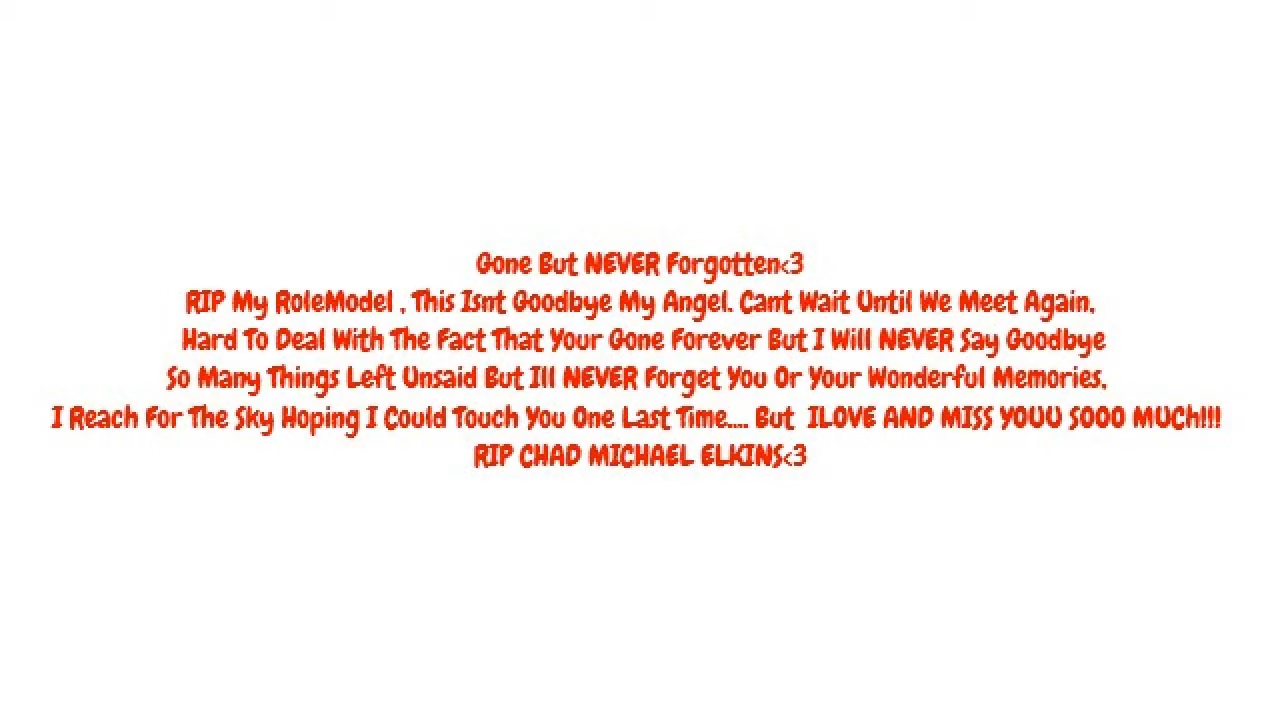 Gone But NEVER Forgotten<3
RIP My RoleModel , This Isnt Goodbye My Angel. Cant Wait Until We Meet Again.
Hard To Deal With The Fact That Your Gone Forever But I Will NEVER Say Goodbye
So Many Things Left Unsaid But Ill NEVER Forget You Or Your Wonderful Memories.
I Reach For The Sky Hoping I Could Touch You One Last Time.... But  ILOVE AND MISS YOUU SOOO MUCh!!!
RIP CHAD MICHAEL ELKINS<3